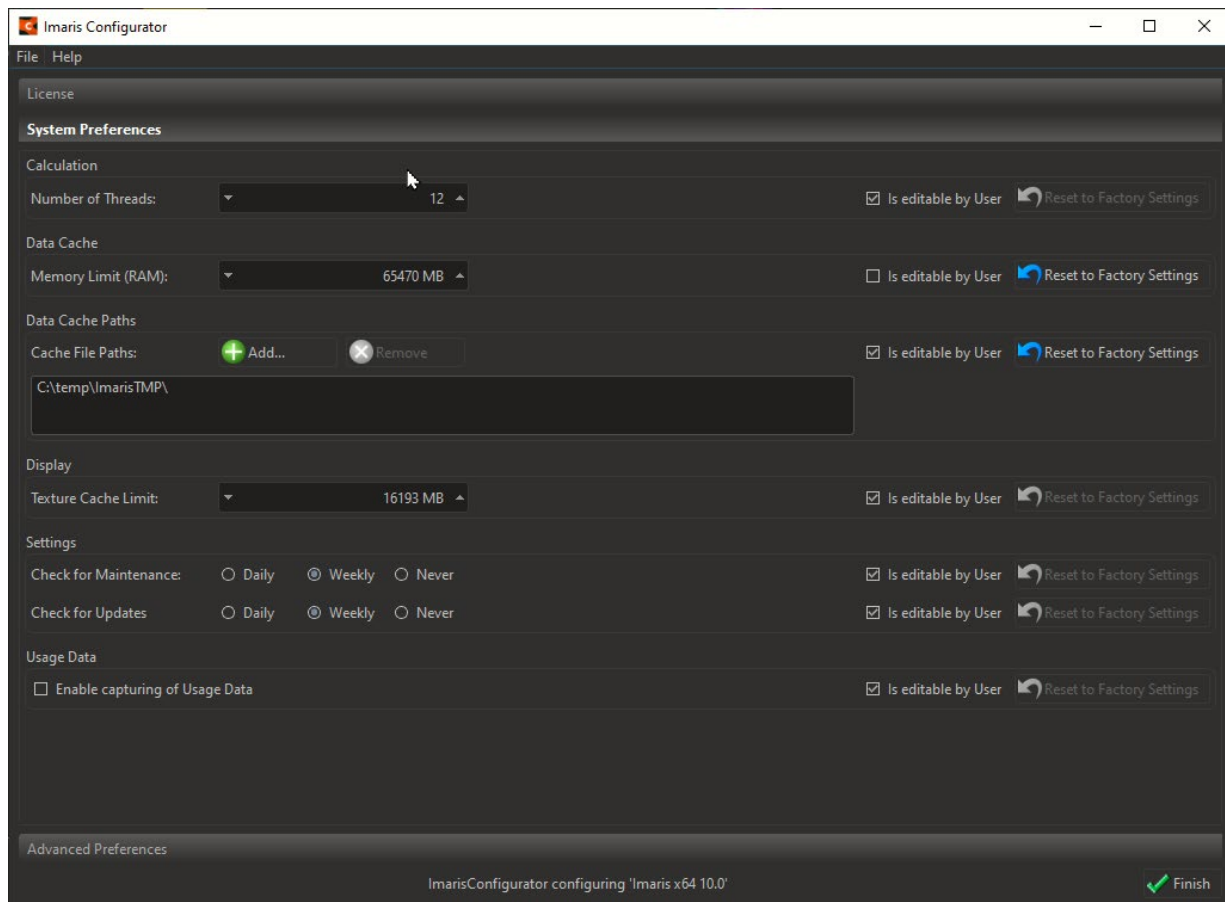 Imaris Configurator
File Help
License
System Preferences
Calculation
Number of Threads: 12 Is editable by User Reset to Factory Settings
Data Cache
Memory Limit (RAM): 65470 MB Is editable by User Reset to Factory Settings
Data Cache Paths
Cache File Paths: Add... Remove Is editable by User Reset to Factory Settings
C:\temp\ImarisTMP\
Display
Texture Cache Limit: 16193 MB Is editable by User Reset to Factory Settings
Settings
Check for Maintenance: Daily Weekly Never Is editable by User Reset to Factory Settings
Check for Updates Daily Weekly Never Is editable by User Reset to Factory Settings
Usage Data
Enable capturing of Usage Data Is editable by User Reset to Factory Settings
Advanced Preferences
ImarisConfigurator configuring 'Imaris x64 10.0' Finish